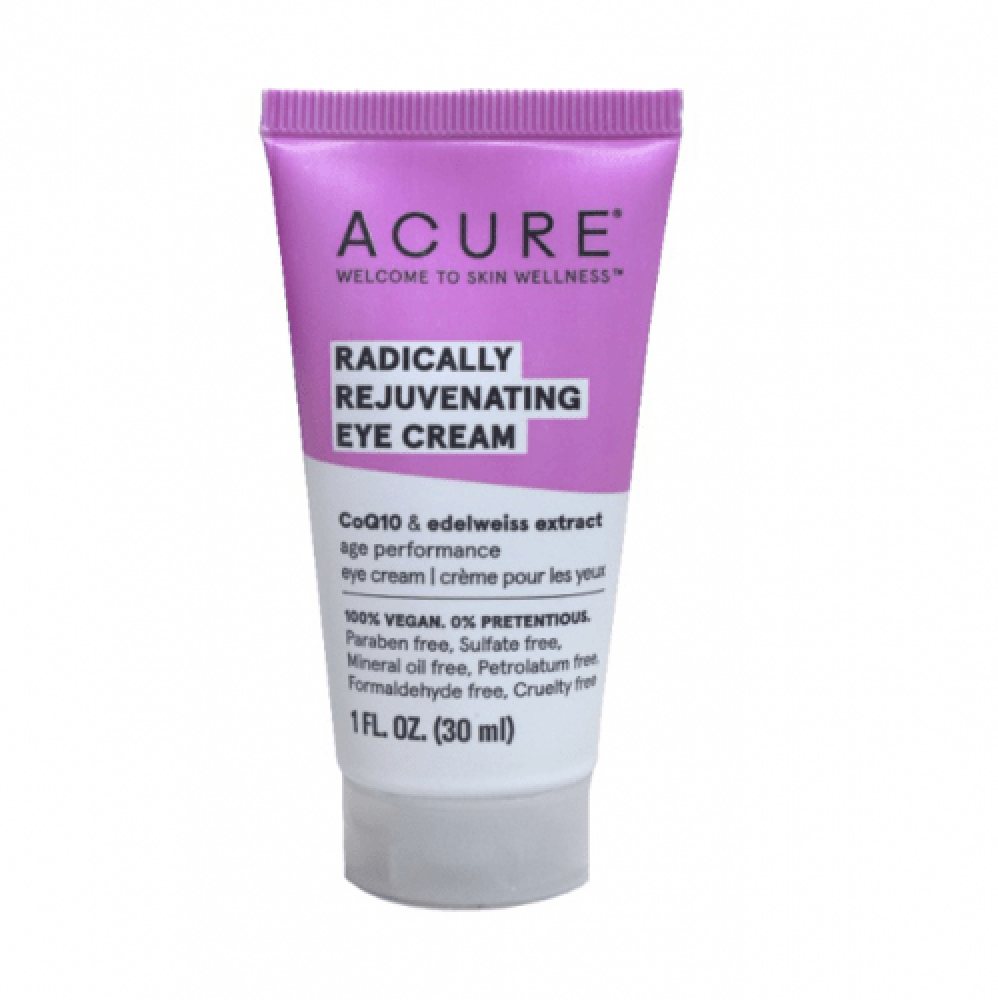 ACURE®
WELCOME TO SKIN WELLNESS™
RADICALLY
REJUVENATING
EYE CREAM
CoQ10 & edelweiss extract
age performance
eye cream | crème pour les yeux
100% VEGAN. 0% PRETENTIOUS.
Paraben free, Sulfate free,
Mineral oil free, Petrolatum free,
Formaldehyde free, Cruelty free
1 FL. OZ. (30 ml)